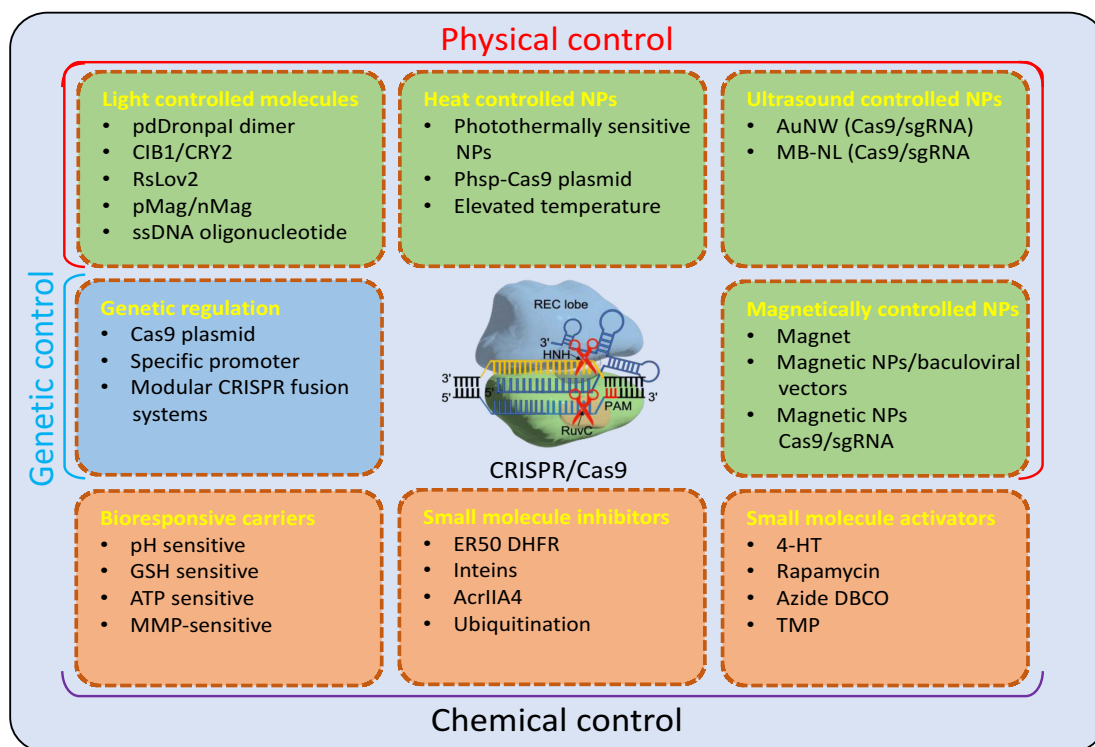 Physical control
Light controlled molecules
• pdDronpaI dimer
• CIB1/CRY2
• RsLov2
• pMag/nMag
• ssDNA oligonucleotide
Heat controlled NPs
• Photothermally sensitive
NPs
• Phsp-Cas9 plasmid
• Elevated temperature
Ultrasound controlled NPs
• AuNW (Cas9/sgRNA)
• MB-NL (Cas9/sgRNA
Genetic control
Genetic regulation
• Cas9 plasmid
• Specific promoter
• Modular CRISPR fusion
systems
REC lobe
3'
HNH
3'
5'
5'
PAM
3'
RuvC
CRISPR/Cas9
Magnetically controlled NPs
• Magnet
• Magnetic NPs/baculoviral
vectors
• Magnetic NPs
Cas9/sgRNA
Bioresponsive carriers
• pH sensitive
• GSH sensitive
• ATP sensitive
• MMP-sensitive
Small molecule inhibitors
• ER50 DHFR
• Inteins
• AcrIIA4
• Ubiquitination
Small molecule activators
• 4-HT
• Rapamycin
• Azide DBCO
• TMP
Chemical control